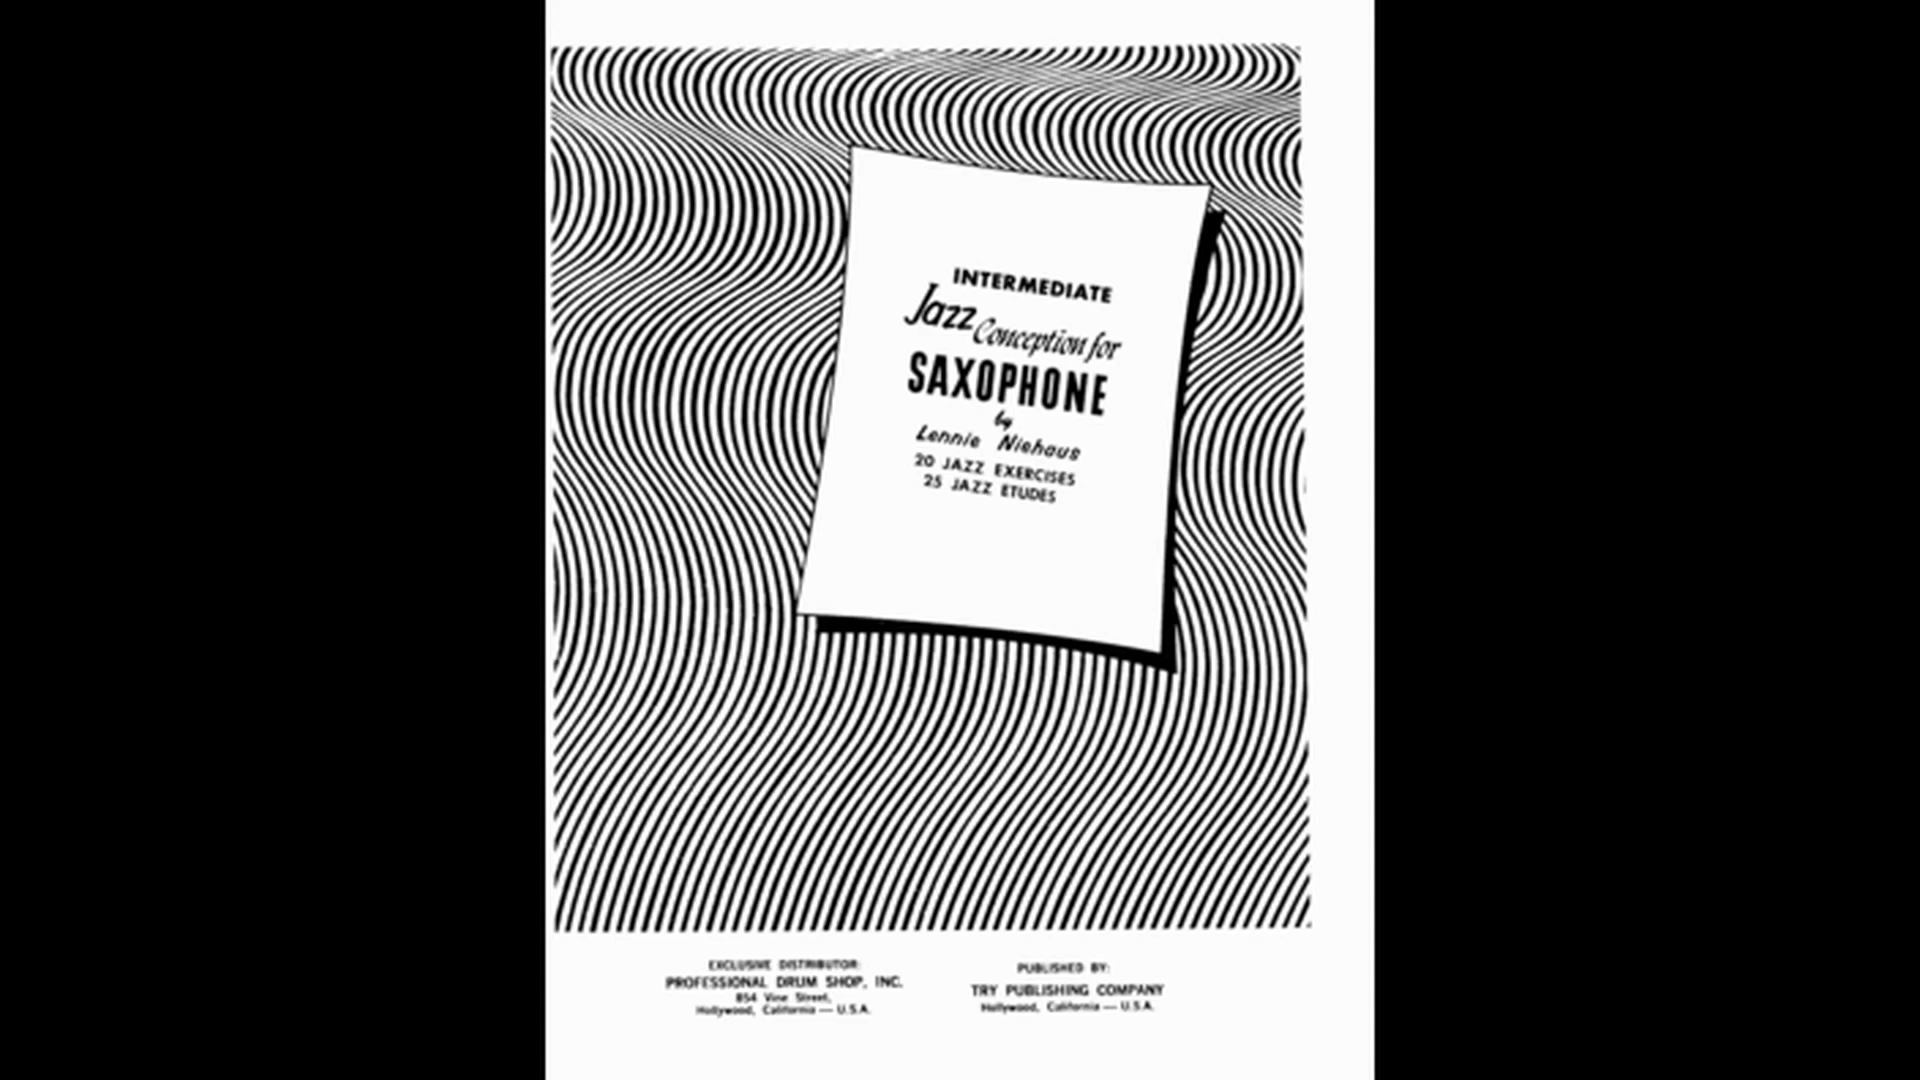 INTERMEDIATE
Jazz Conception for
SAXOPHONE
by
Lennie Niehaus
20 JAZZ EXERCISES
25 JAZZ ETUDES
EXCLUSIVE DISTRIBUTOR:
PROFESSIONAL DRUM SHOP, INC.
854 Vine Street,
Hollywood, California — U.S.A.
PUBLISHED BY:
TRY PUBLISHING COMPANY
Hollywood, California — U.S.A.